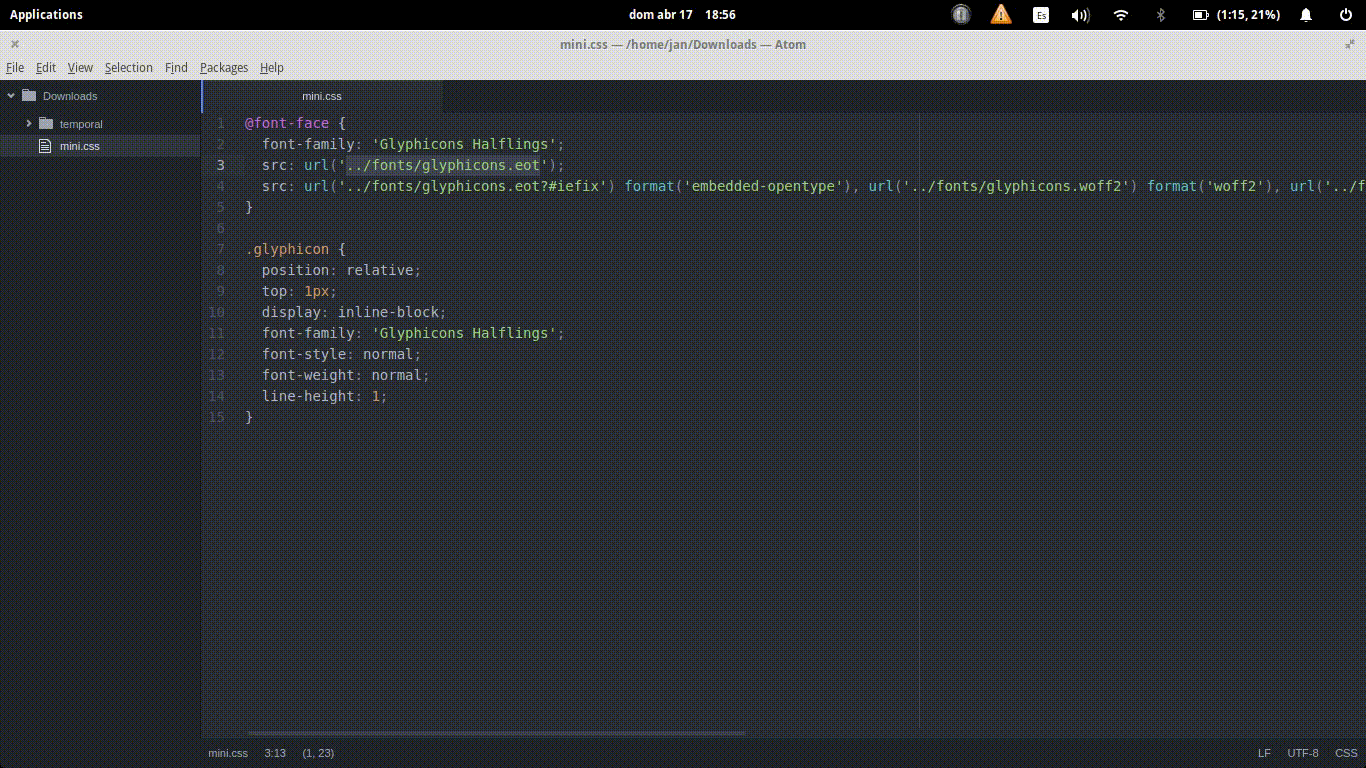 Applications
dom abr 17 18:56
Es
(1:15, 21%)
mini.css — /home/jan/Downloads — Atom
File Edit View Selection Find Packages Help
Downloads
temporal
mini.css
mini.css
1 @font-face {
2 font-family: 'Glyphicons Halflings';
3 src: url('../fonts/glyphicons.eot');
4 src: url('../fonts/glyphicons.eot?#iefix') format('embedded-opentype'), url('../fonts/glyphicons.woff2') format('woff2'), url('../f
5 }
6
7 .glyphicon {
8 position: relative;
9 top: 1px;
10 display: inline-block;
11 font-family: 'Glyphicons Halflings';
12 font-style: normal;
13 font-weight: normal;
14 line-height: 1;
15 }
mini.css 3:13 (1, 23)
LF UTF-8 CSS